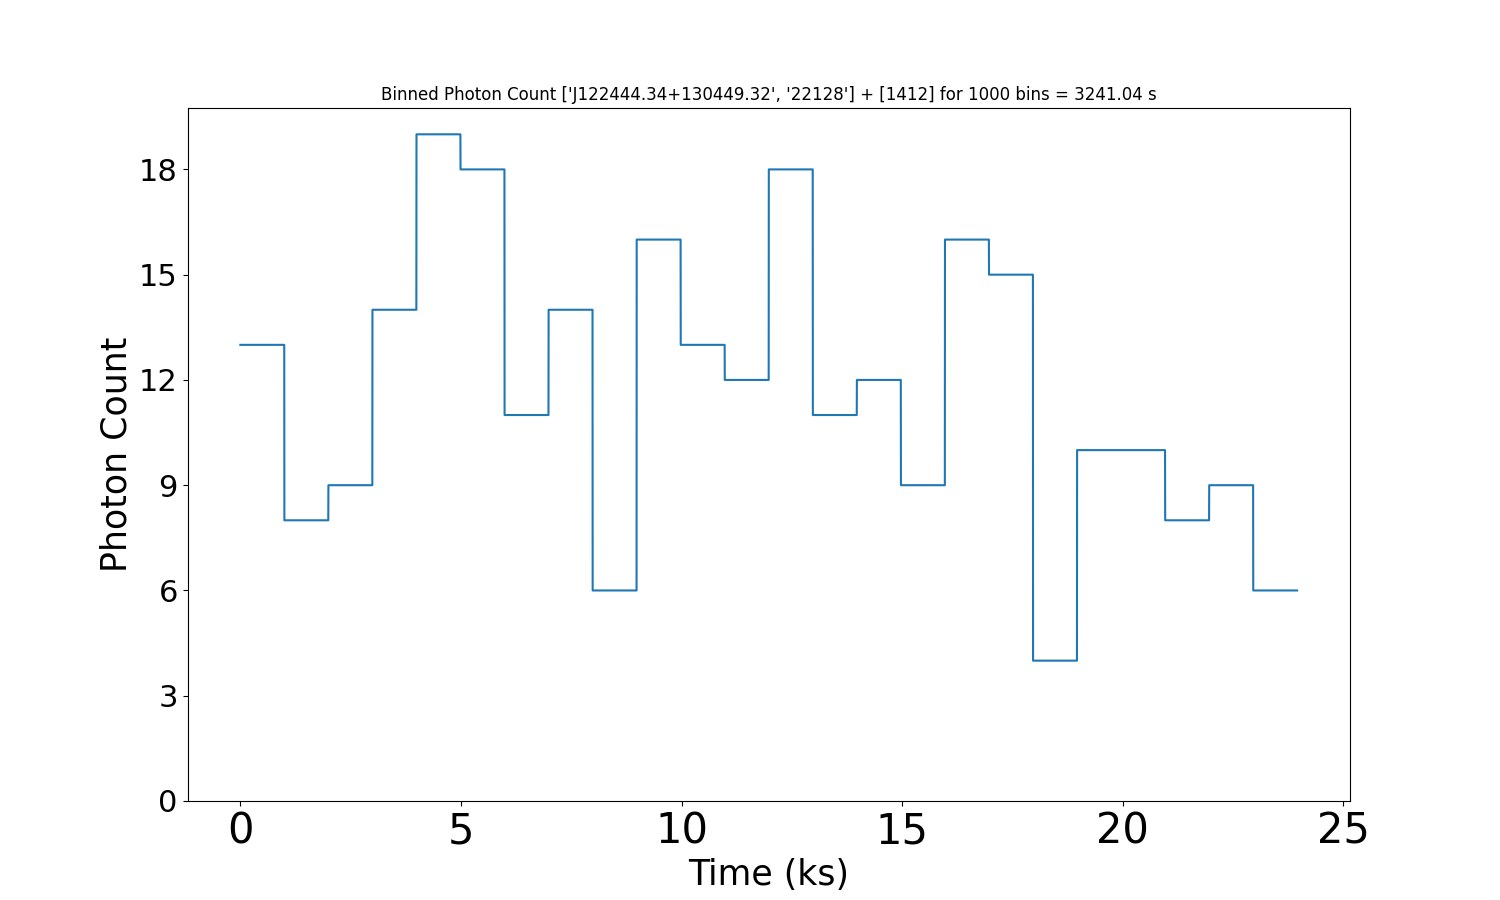 Binned Photon Count ['J122444.34+130449.32', '22128'] + [1412] for 1000 bins = 3241.04 s
18
15
12
9
6
3
0
Photon Count
0 5 10 15 20 25
Time (ks)